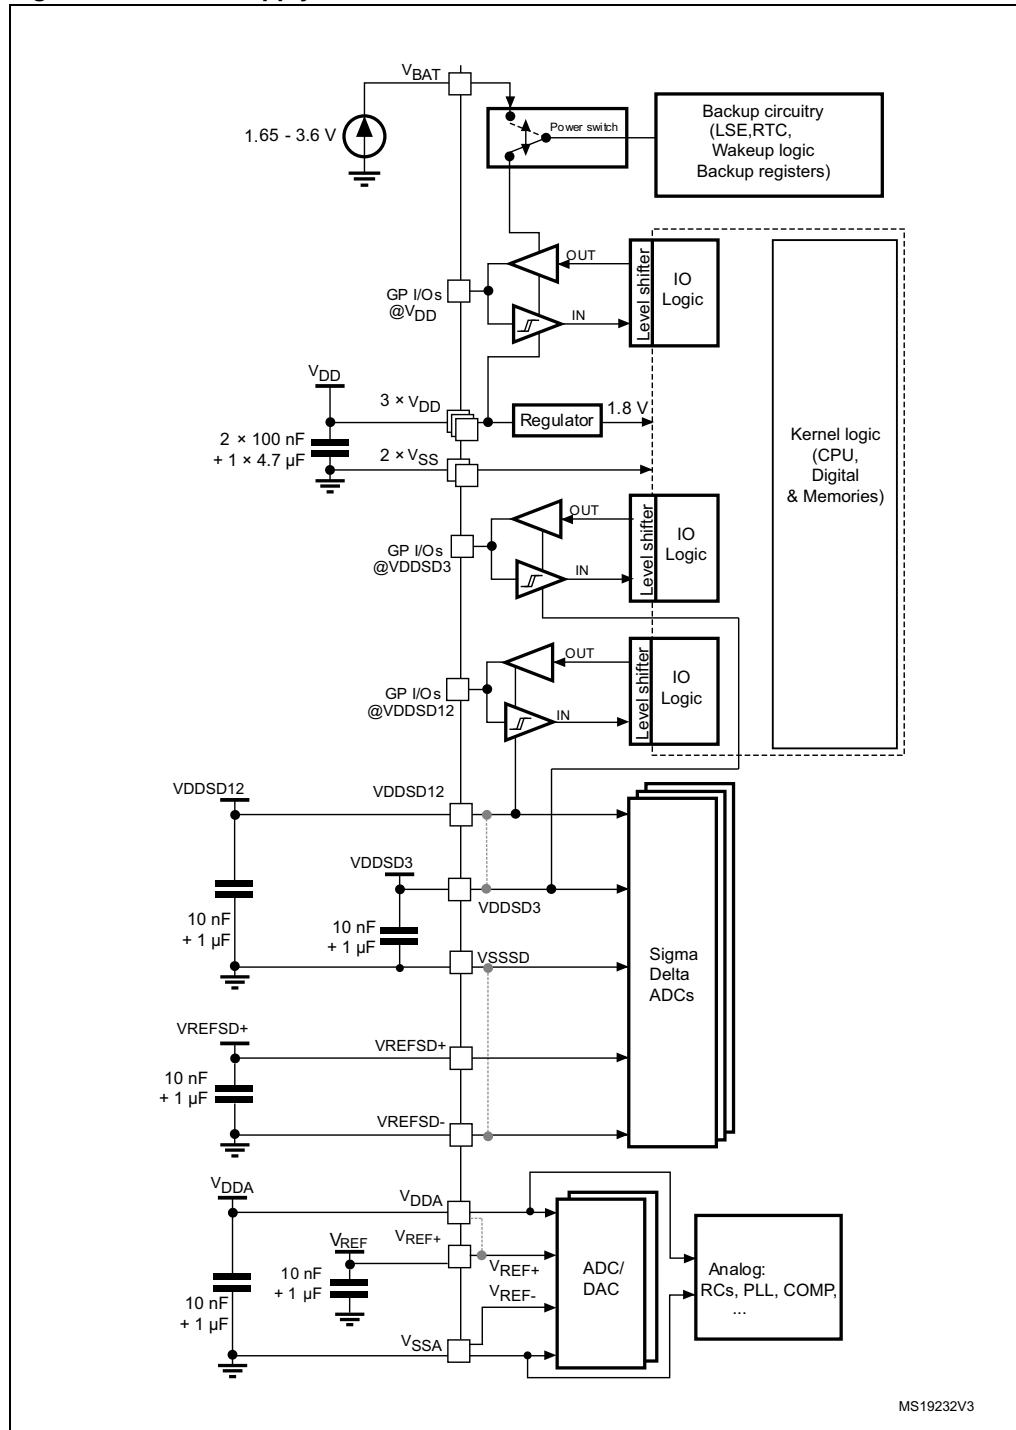 VBAT
1.65 - 3.6 V
Power switch
Backup circuitry
(LSE,RTC,
Wakeup logic
Backup registers)
OUT
IN
GP I/Os
@VDD
Level shifter
IO
Logic
VDD
3 × VDD
Regulator
1.8 V
2 × 100 nF
+ 1 × 4.7 µF
2 × VSS
Kernel logic
(CPU,
Digital
& Memories)
OUT
IN
GP I/Os
@VDDSD3
Level shifter
IO
Logic
OUT
IN
GP I/Os
@VDDSD12
Level shifter
IO
Logic
VDDSD12
VDDSD12
VDDSD3
VDDSD3
10 nF
+ 1 µF
10 nF
+ 1 µF
VSSSD
Sigma
Delta
ADCs
VREFSD+
VREFSD+
10 nF
+ 1 µF
VREFSD-
VDDA
VDDA
VREF
VREF+
VREF+
10 nF
+ 1 µF
VREF-
ADC/
DAC
Analog:
RCs, PLL, COMP,
...
10 nF
+ 1 µF
VSSA
MS19232V3